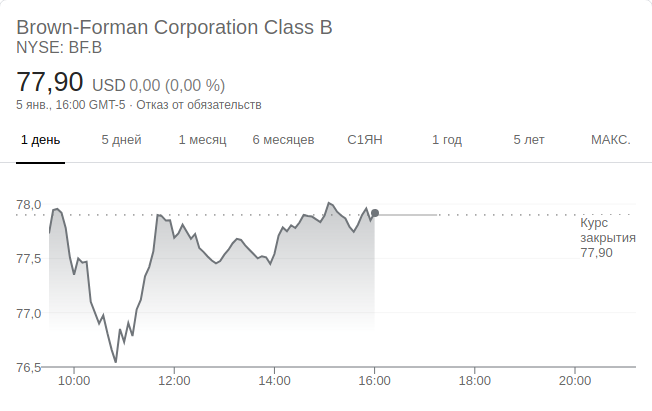 Brown-Forman Corporation Class B
NYSE: BF.B
77,90 USD 0,00 (0,00 %)
5 янв., 16:00 GMT-5 · Отказ от обязательств
1 день 5 дней 1 месяц 6 месяцев С1ЯН 1 год 5 лет МАКС.
78,0
77,5
77,0
76,5
Курс
закрытия
77,90
10:00 12:00 14:00 16:00 18:00 20:00